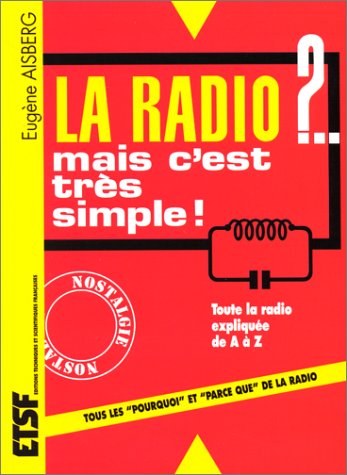 Eugène AISBERG
LA RADIO ?..
mais c'est
très
simple !
NOSTALGIE
NOSTAL
Toute la radio
expliquée
de A à Z
TOUS LES "POURQUOI" ET "PARCE QUE" DE LA RADIO
ETSF
EDITIONS TECHNIQUES ET SCIENTIFIQUES FRANÇAISES